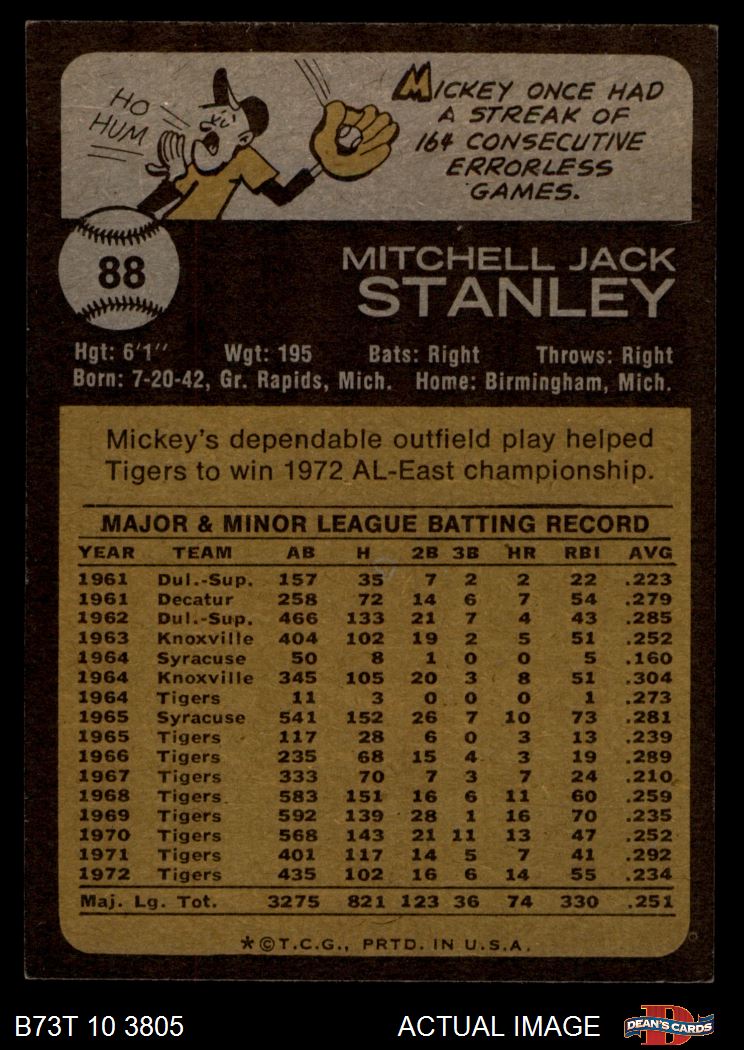 HO
HUM
MICKEY ONCE HAD
A STREAK OF
164 CONSECUTIVE
ERRORLESS
GAMES.
88
MITCHELL JACK
STANLEY
Hgt: 6'1" Wgt: 195 Bats: Right Throws: Right
Born: 7-20-42, Gr. Rapids, Mich. Home: Birmingham, Mich.
Mickey's dependable outfield play helped
Tigers to win 1972 AL-East championship.
MAJOR & MINOR LEAGUE BATTING RECORD
YEAR TEAM AB H 2B 3B HR RBI AVG
1961 Dul.-Sup. 157 35 7 2 2 22 .223
1961 Decatur 258 72 14 6 7 54 .279
1962 Dul.-Sup. 466 133 21 7 4 43 .285
1963 Knoxville 404 102 19 2 5 51 .252
1964 Syracuse 50 8 1 0 0 5 .160
1964 Knoxville 345 105 20 3 8 51 .304
1964 Tigers 11 3 0 0 0 1 .273
1965 Syracuse 541 152 26 7 10 73 .281
1965 Tigers 117 28 6 0 3 13 .239
1966 Tigers 235 68 15 4 3 19 .289
1967 Tigers 333 70 7 3 7 24 .210
1968 Tigers 583 151 16 6 11 60 .259
1969 Tigers 592 139 28 1 16 70 .235
1970 Tigers 568 143 21 11 13 47 .252
1971 Tigers 401 117 14 5 7 41 .292
1972 Tigers 435 102 16 6 14 55 .234
Maj. Lg. Tot. 3275 821 123 36 74 330 .251
*©T.C.G., PRTD. IN U.S.A.
B73T 10 3805 ACTUAL IMAGE DEAN'S CARDS